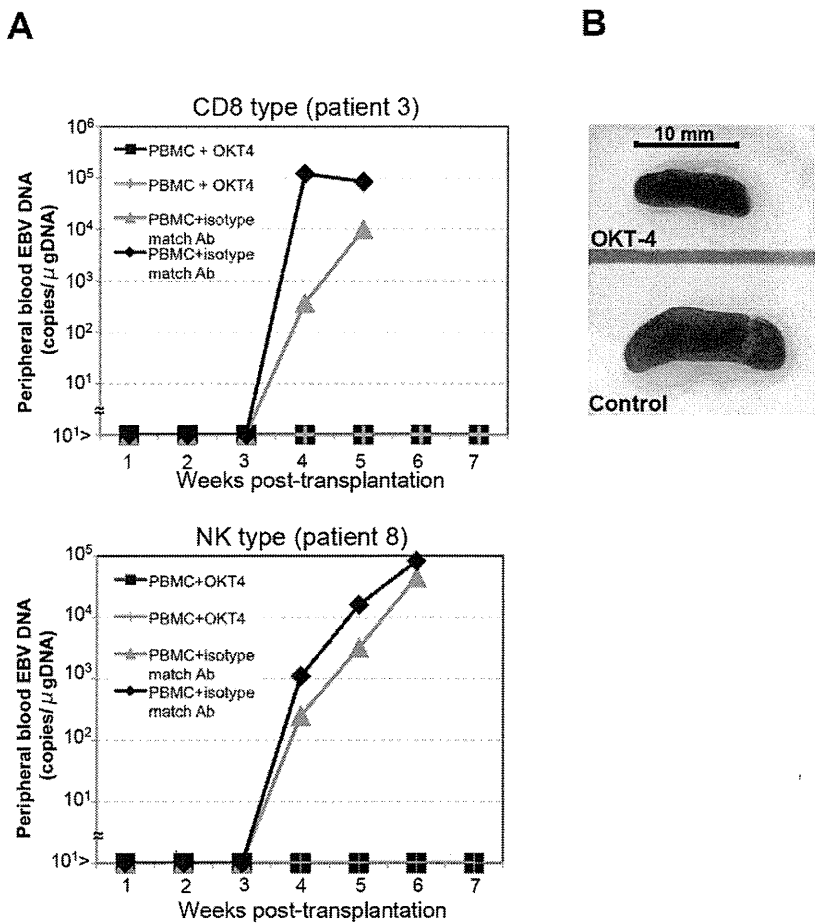 A
B
CD8 type (patient 3)
Peripheral blood EBV DNA
(copies/μgDNA)
10⁶
10⁵
10⁴
10³
10²
10¹
≈
10¹>
PBMC + OKT4
PBMC + OKT4
PBMC+isotype
match Ab
PBMC+isotype
match Ab
1 2 3 4 5 6 7
Weeks post-transplantation
10 mm
OKT-4
Control
NK type (patient 8)
Peripheral blood EBV DNA
(copies/μgDNA)
10⁵
10⁴
10³
10²
10¹
≈
10¹>
PBMC+OKT4
PBMC+OKT4
PBMC+isotype
match Ab
PBMC+isotype
match Ab
1 2 3 4 5 6 7
Weeks post-transplantation